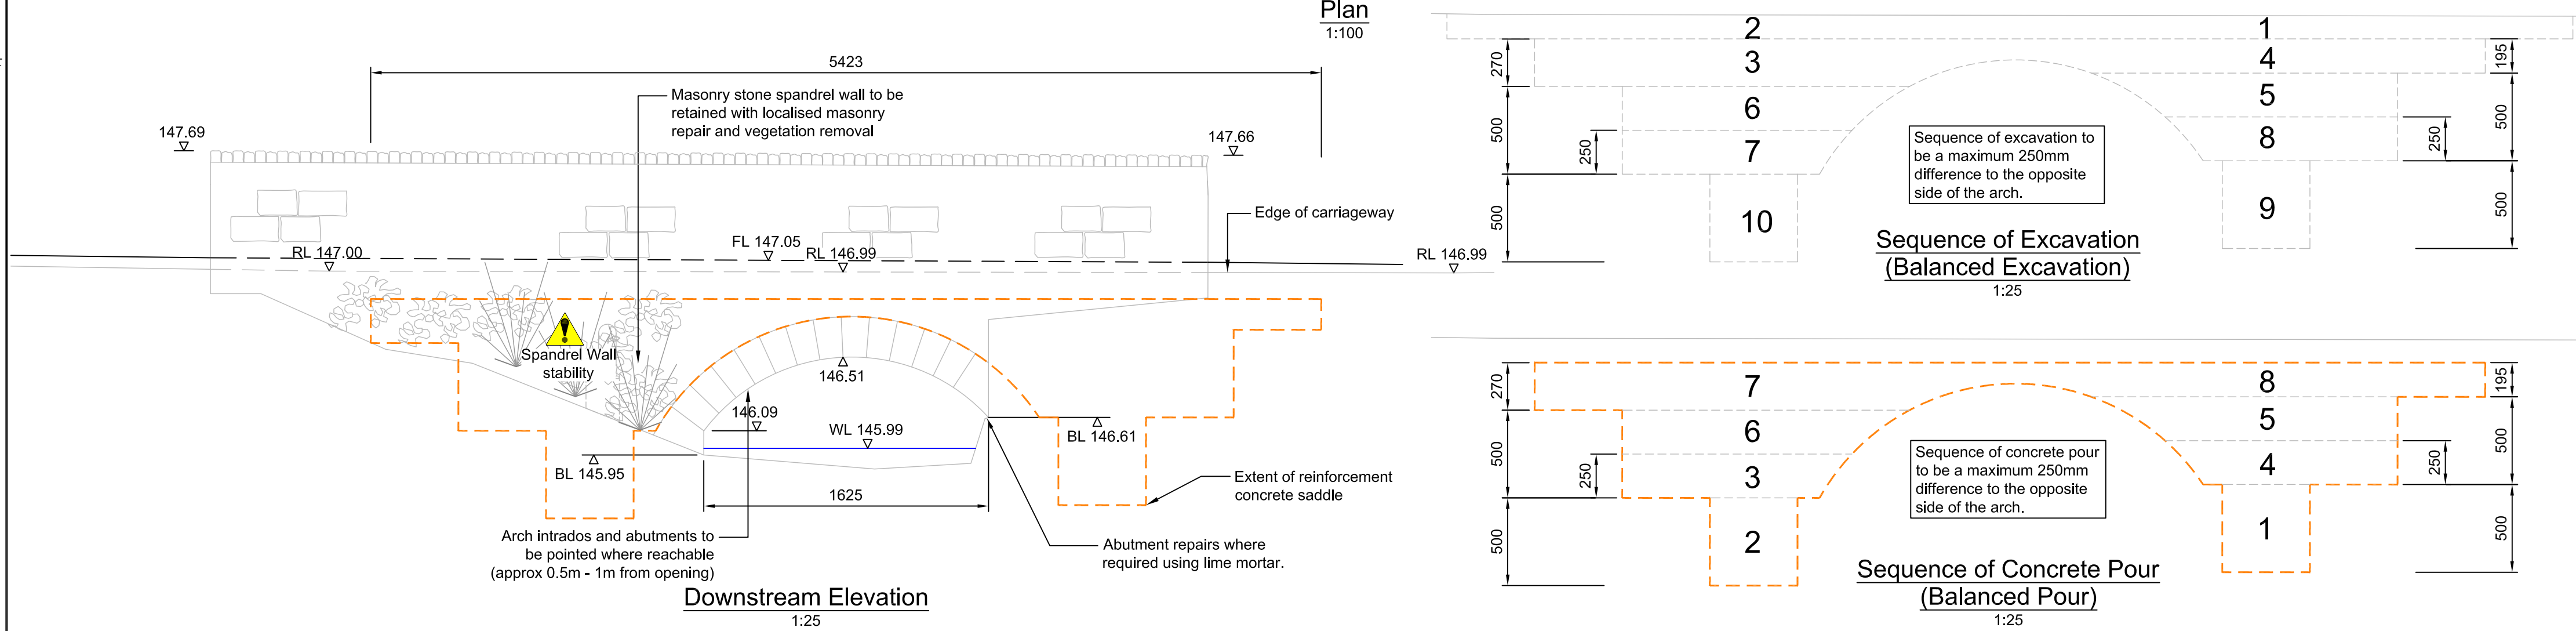 Plan
1:100
5423
Masonry stone spandrel wall to be
retained with localised masonry
repair and vegetation removal
147.69
147.66
Edge of carriageway
FL 147.05
RL 147.00
RL 146.99
RL 146.99
Spandrel Wall
stability
146.51
146.09
WL 145.99
BL 146.61
BL 145.95
1625
Extent of reinforcement
concrete saddle
Arch intrados and abutments to
be pointed where reachable
(approx 0.5m - 1m from opening)
Abutment repairs where
required using lime mortar.
Downstream Elevation
1:25
2
1
270
3
4
195
500
6
5
500
250
7
8
250
Sequence of excavation to
be a maximum 250mm
difference to the opposite
side of the arch.
500
10
9
500
Sequence of Excavation
(Balanced Excavation)
1:25
270
7
8
195
500
6
5
500
250
3
4
250
Sequence of concrete pour
to be a maximum 250mm
difference to the opposite
side of the arch.
500
2
1
500
Sequence of Concrete Pour
(Balanced Pour)
1:25